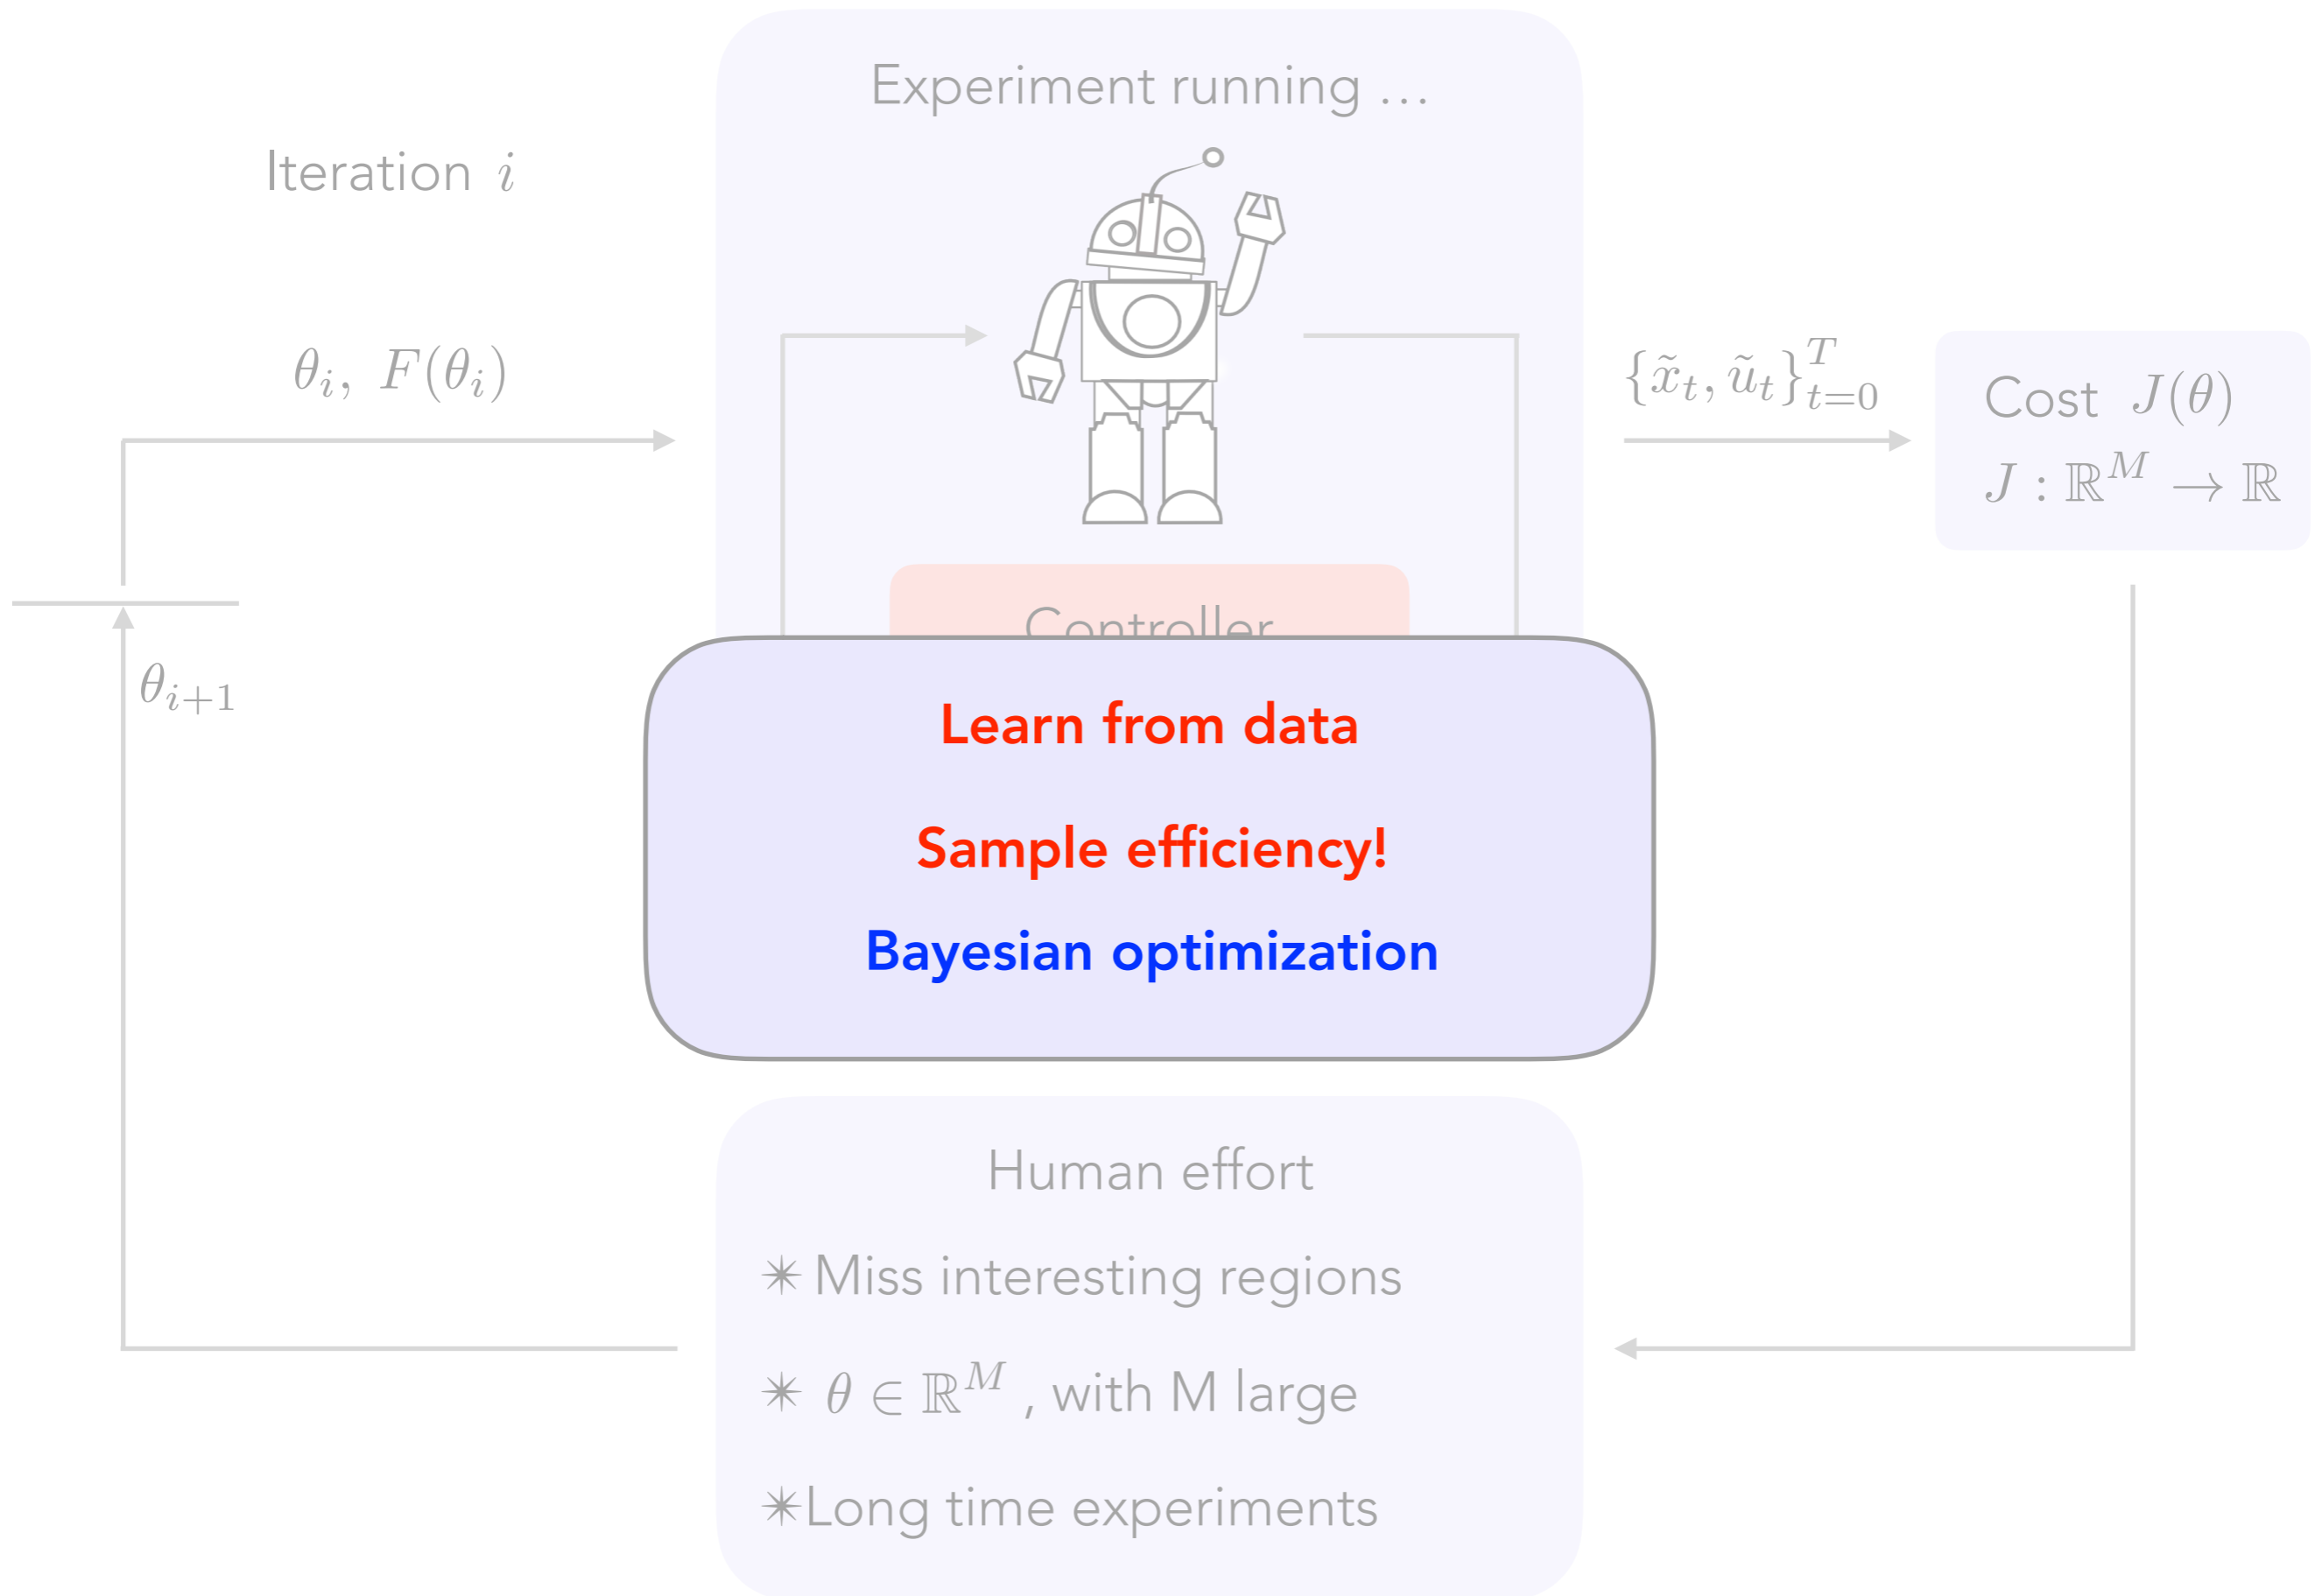 Experiment running …
Iteration i
θ_i, F(θ_i)
{x̃_t, ũ_t}_{t=0}^T
Cost J(θ)
J : ℝ^M → ℝ
Controller
θ_{i+1}
Learn from data
Sample efficiency!
Bayesian optimization
Human effort
✴ Miss interesting regions
✴ θ ∈ ℝ^M , with M large
✴Long time experiments